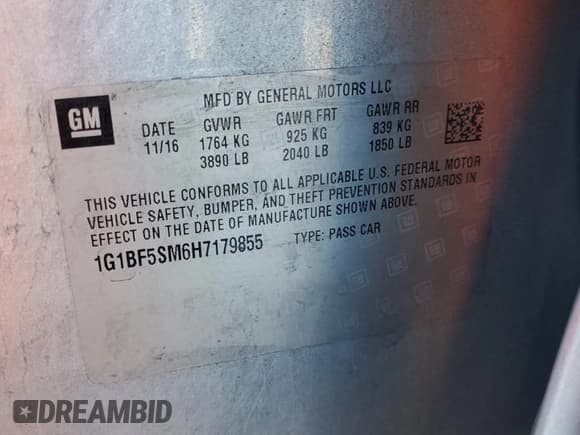 GM
MFD BY GENERAL MOTORS LLC
DATE GVWR GAWR FRT GAWR RR
11/16 1764 KG 925 KG 839 KG
3890 LB 2040 LB 1850 LB
THIS VEHICLE CONFORMS TO ALL APPLICABLE U.S. FEDERAL MOTOR
VEHICLE SAFETY, BUMPER, AND THEFT PREVENTION STANDARDS IN
EFFECT ON THE DATE OF MANUFACTURE SHOWN ABOVE.
1G1BF5SM6H7179855 TYPE: PASS CAR
DREAMBID